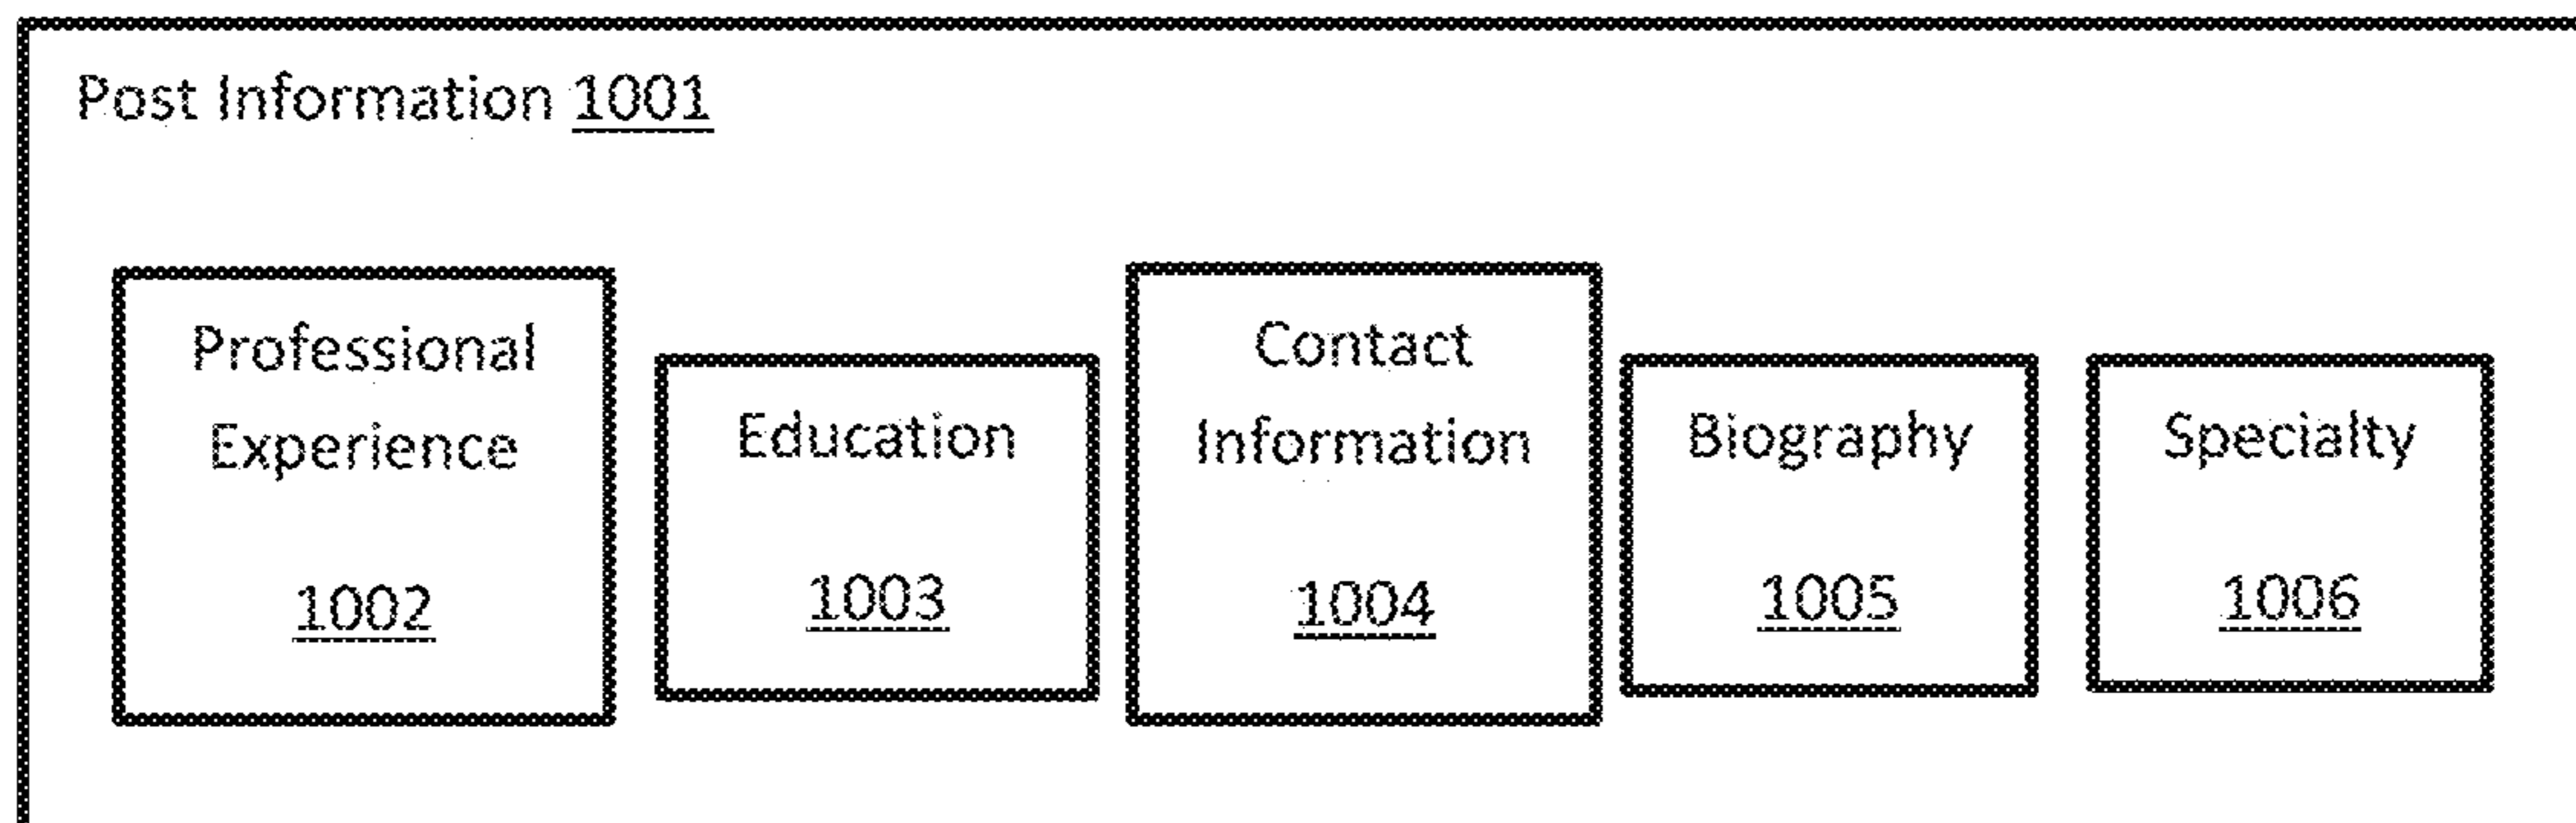 Post Information 1001
Professional
Experience
1002
Education
1003
Contact
Information
1004
Biography
1005
Specialty
1006